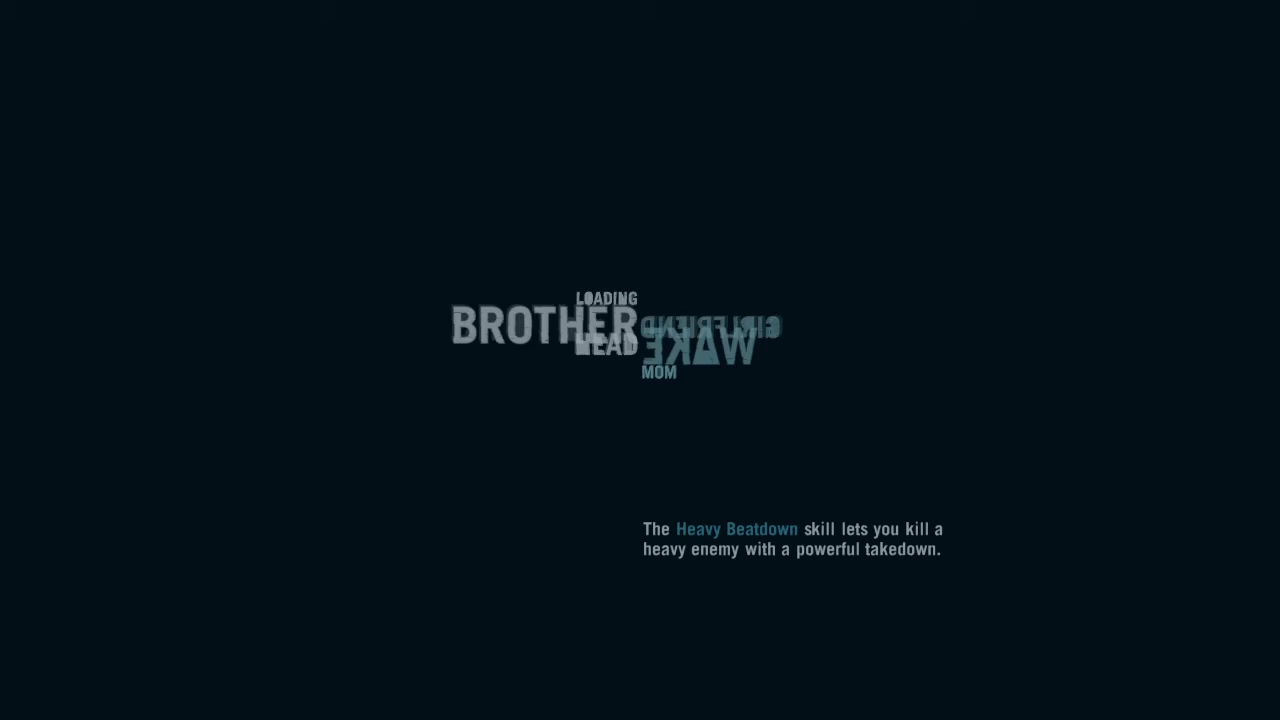 LOADING
BROTHER
GIRLFRIEND
HEAD
WAKE
MOM
The Heavy Beatdown skill lets you kill a
heavy enemy with a powerful takedown.